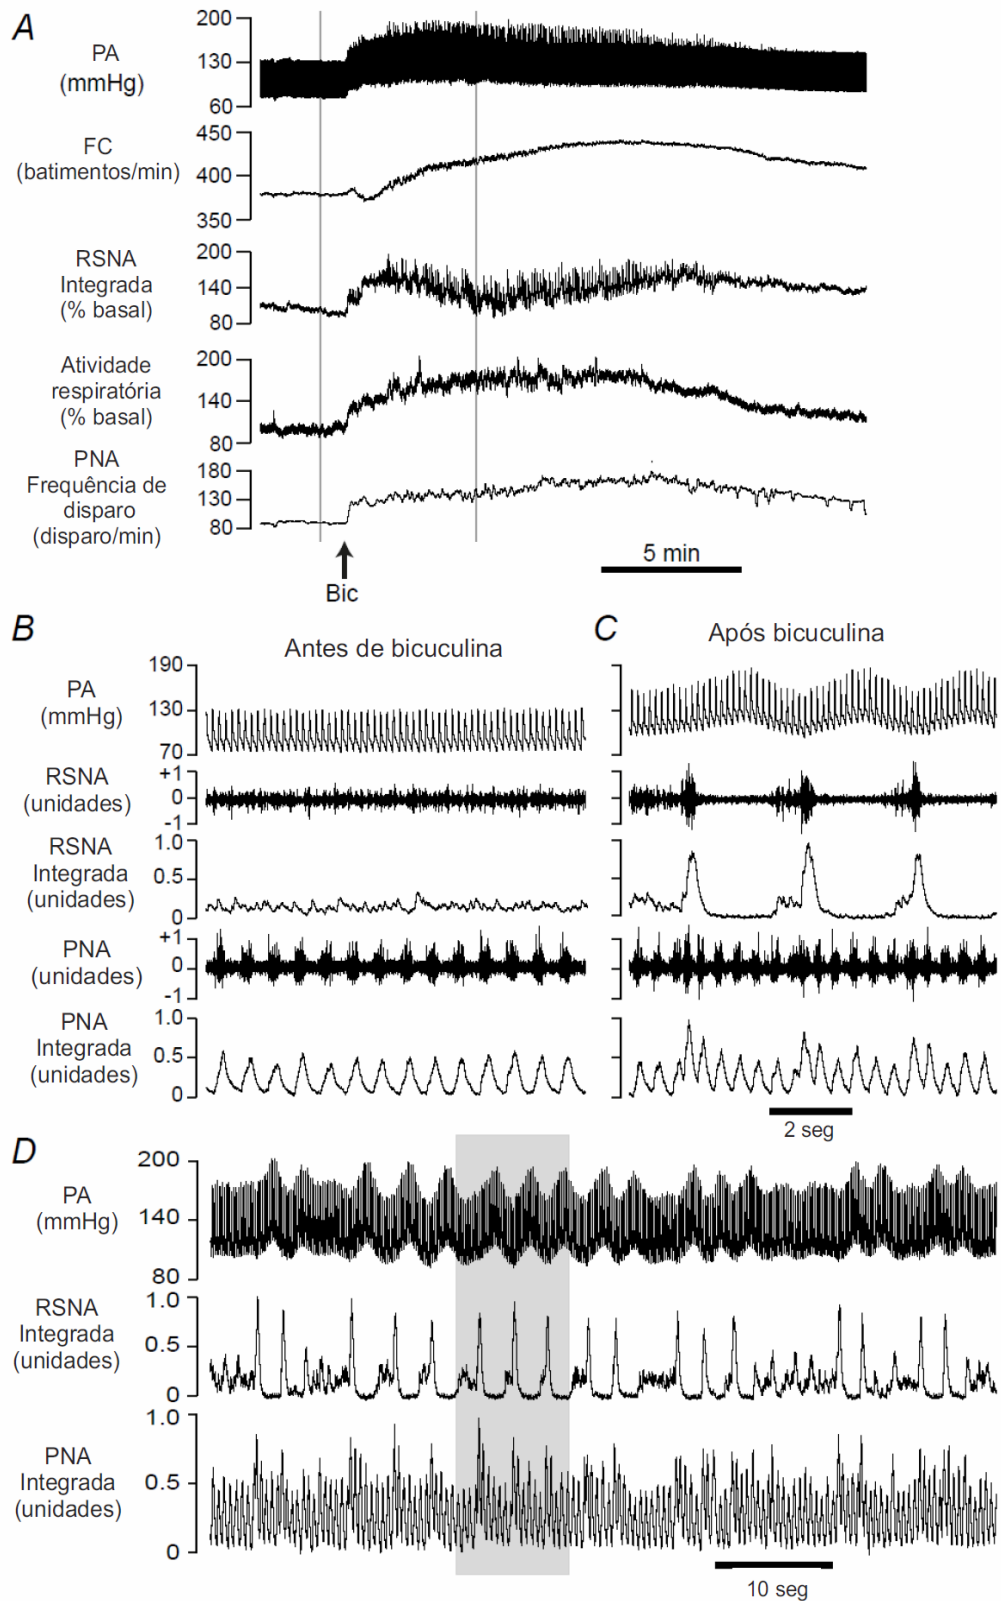 A
PA
(mmHg)
200
130
60
FC
(batimentos/min)
450
400
350
RSNA
Integrada
(% basal)
200
140
80
Atividade
respiratória
(% basal)
200
140
80
PNA
Frequência de
disparo
(disparo/min)
180
130
80
Bic
5 min
B
Antes de bicuculina
C
Após bicuculina
PA
(mmHg)
190
130
70
RSNA
(unidades)
+1
0
-1
RSNA
Integrada
(unidades)
1.0
0.5
0
PNA
(unidades)
+1
0
-1
PNA
Integrada
(unidades)
1.0
0.5
0
2 seg
D
PA
(mmHg)
200
140
80
RSNA
Integrada
(unidades)
1.0
0.5
0
PNA
Integrada
(unidades)
1.0
0.5
0
10 seg